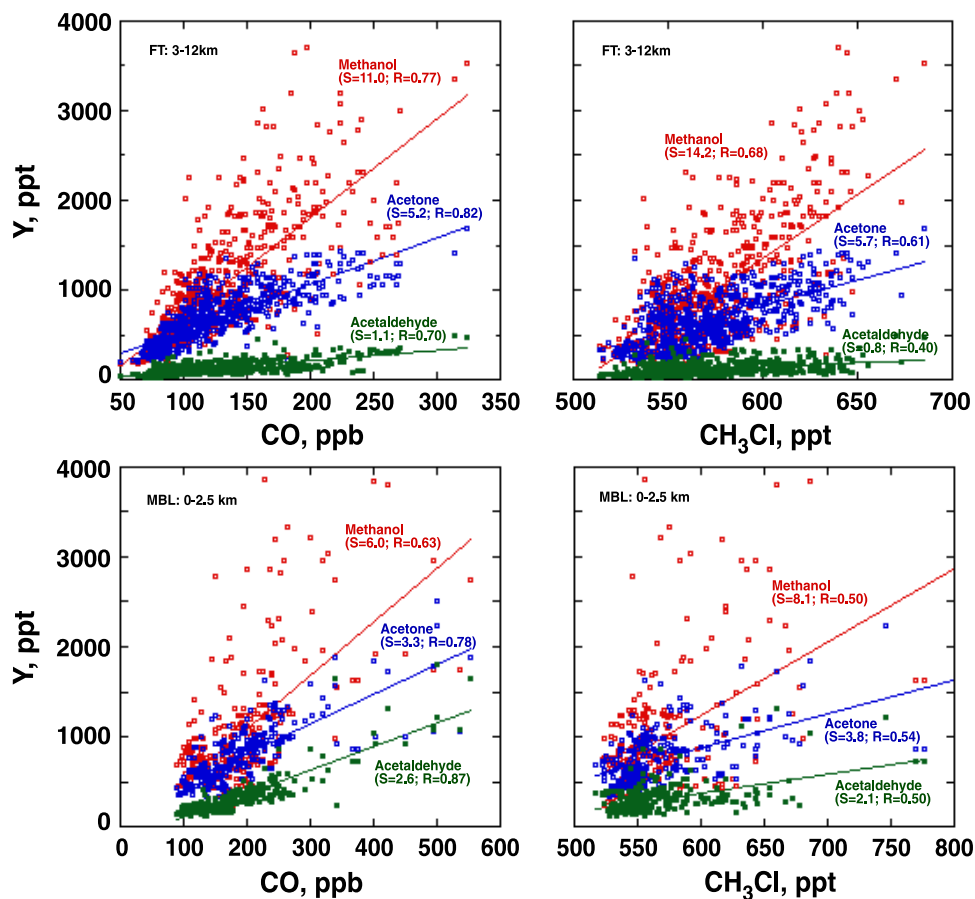 4000
3000
2000
1000
0
Y, ppt
FT: 3-12km
Methanol
(S=11.0; R=0.77)
Acetone
(S=5.2; R=0.82)
Acetaldehyde
(S=1.1; R=0.70)
50 100 150 200 250 300 350
CO, ppb
FT: 3-12km
Methanol
(S=14.2; R=0.68)
Acetone
(S=5.7; R=0.61)
Acetaldehyde
(S=0.8; R=0.40)
500 550 600 650 700
CH₃Cl, ppt
4000
3000
2000
1000
0
Y, ppt
MBL: 0-2.5 km
Methanol
(S=6.0; R=0.63)
Acetone
(S=3.3; R=0.78)
Acetaldehyde
(S=2.6; R=0.87)
0 100 200 300 400 500 600
CO, ppb
MBL: 0-2.5 km
Methanol
(S=8.1; R=0.50)
Acetone
(S=3.8; R=0.54)
Acetaldehyde
(S=2.1; R=0.50)
500 550 600 650 700 750 800
CH₃Cl, ppt